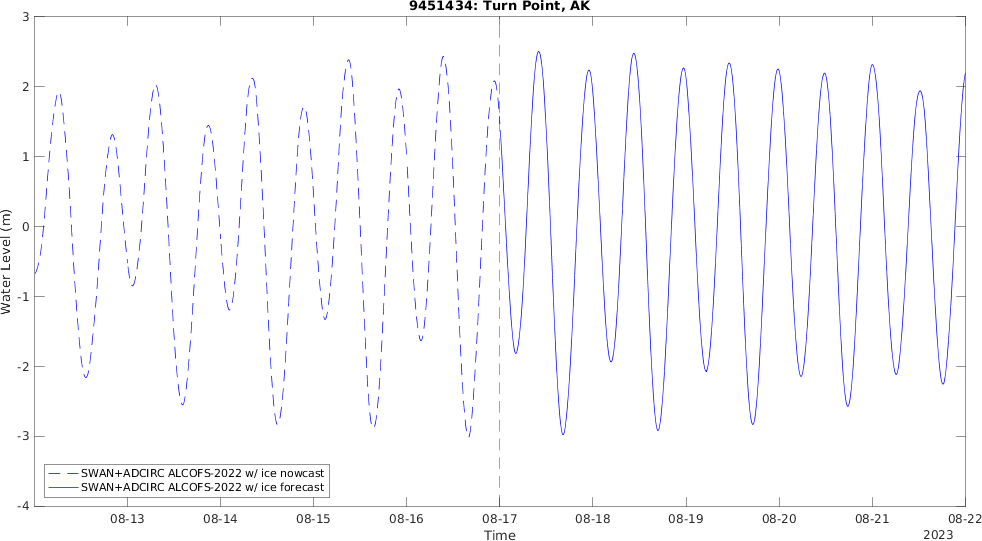 9451434: Turn Point, AK
3
2
1
0
-1
-2
-3
-4
Water Level (m)
SWAN+ADCIRC ALCOFS-2022 w/ ice nowcast
SWAN+ADCIRC ALCOFS-2022 w/ ice forecast
08-13 08-14 08-15 08-16 08-17 08-18 08-19 08-20 08-21 08-22
Time
2023